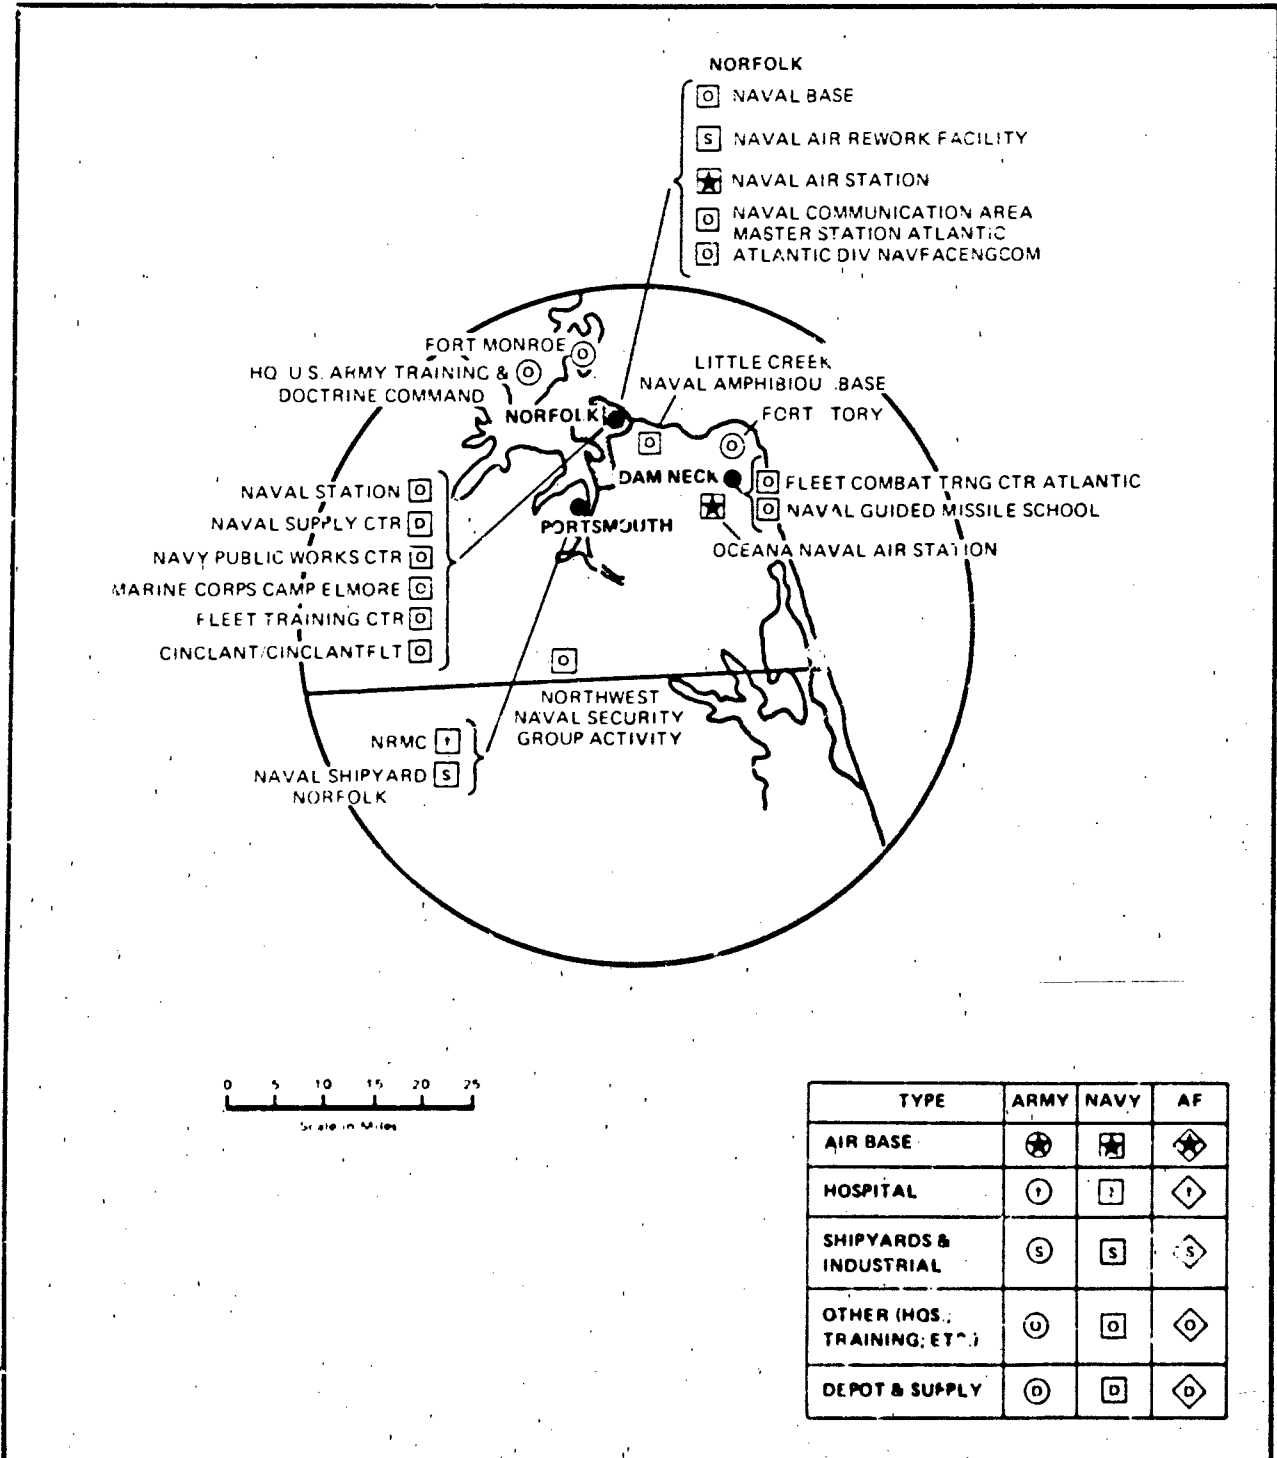 NORFOLK
O NAVAL BASE
S NAVAL AIR REWORK FACILITY
NAVAL AIR STATION
O NAVAL COMMUNICATION AREA
MASTER STATION ATLANTIC
O ATLANTIC DIV NAVFACENGCOM
FORT MONROE O
HQ U.S. ARMY TRAINING & O
DOCTRINE COMMAND
LITTLE CREEK
NAVAL AMPHIBIOU BASE
O
FORT TORY
O
NORFOLK
DAM NECK
O FLEET COMBAT TRNG CTR ATLANTIC
O NAVAL GUIDED MISSILE SCHOOL
PORTSMOUTH
OCEANA NAVAL AIR STATION
NAVAL STATION O
NAVAL SUPPLY CTR D
NAVY PUBLIC WORKS CTR O
MARINE CORPS CAMP ELMORE O
FLEET TRAINING CTR O
CINCLANT/CINCLANTFLT O
O
NORTHWEST
NAVAL SECURITY
GROUP ACTIVITY
NRMC
NAVAL SHIPYARD S
NORFOLK
0 5 10 15 20 25
Scale in Miles
TYPE ARMY NAVY AF
AIR BASE
HOSPITAL
SHIPYARDS &
INDUSTRIAL S S S
OTHER (HQS.;
TRAINING; ETC.) O O O
DEPOT & SUPPLY D D D